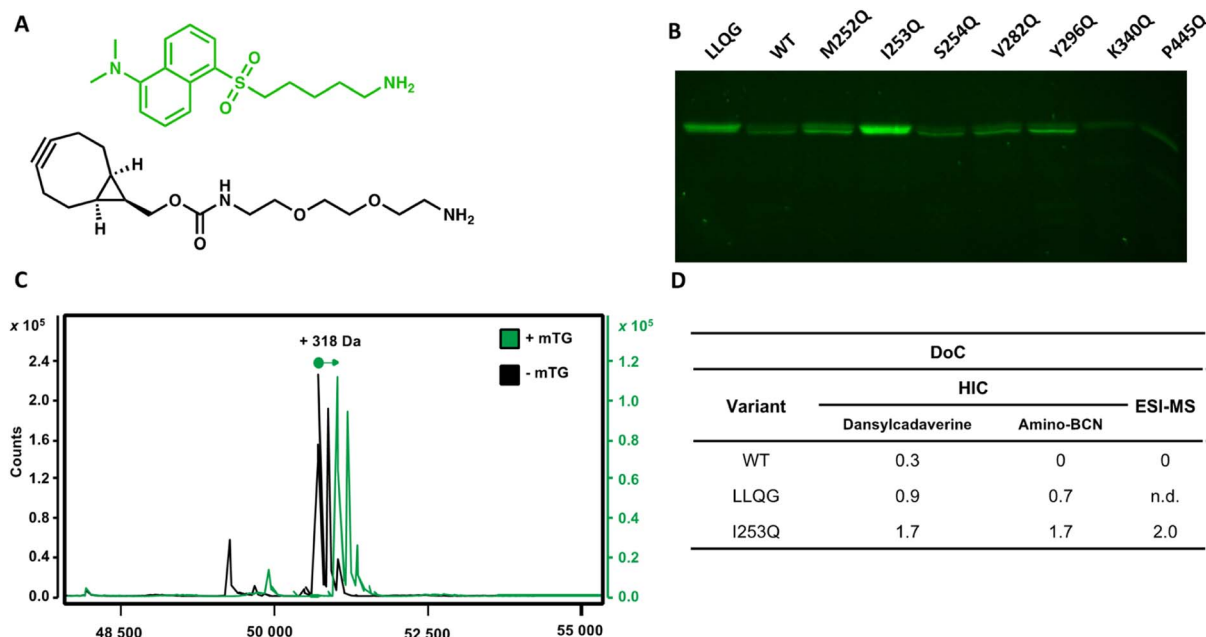 A
N
S
O
O
NH₂
H
H
O
O
H
N
O
O
NH₂
B
LLQG
WT
M252Q
I253Q
S254Q
V282Q
Y296Q
K340Q
P445Q
C
x 10⁵
2.4
2.0
1.6
1.2
0.8
0.4
0.0
Counts
+ 318 Da
+ mTG
- mTG
x 10⁵
1.2
1.0
0.8
0.6
0.4
0.2
0.0
48 500 50 000 52 500 55 000
D
DoC
Variant HIC ESI-MS
Dansylcadaverine Amino-BCN
WT 0.3 0 0
LLQG 0.9 0.7 n.d.
I253Q 1.7 1.7 2.0